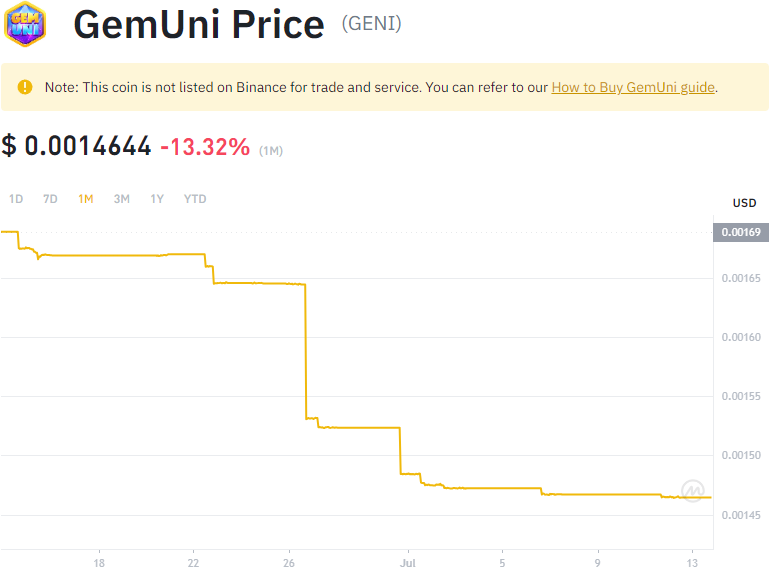 GEM
UNI
GemUni Price (GENI)
Note: This coin is not listed on Binance for trade and service. You can refer to our How to Buy GemUni guide.
$ 0.0014644 -13.32% (1M)
1D 7D 1M 3M 1Y YTD
USD
0.00169
0.00165
0.00160
0.00155
0.00150
0.00145
18 22 26 Jul 5 9 13